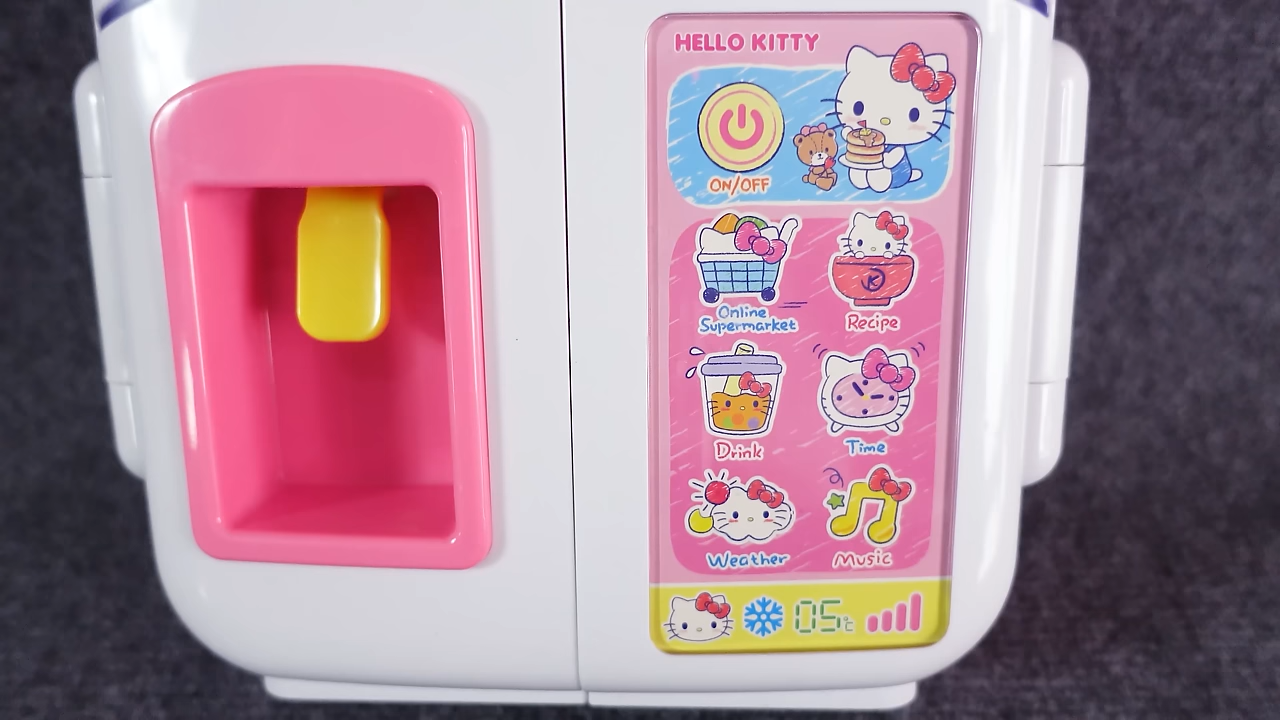 HELLO KITTY
ON/OFF
Online
Supermarket
K
Recipe
Drink
Time
Weather
Music
05℃